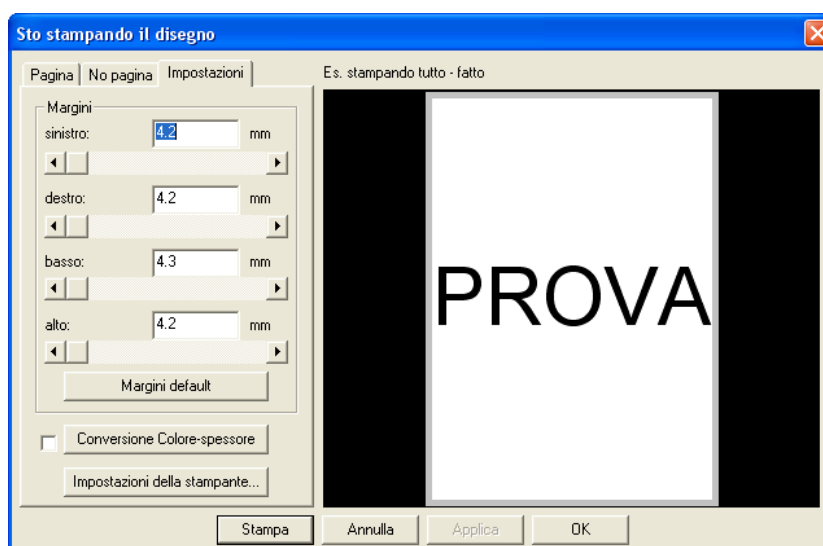 Sto stampando il disegno
Pagina No pagina Impostazioni
Es. stampando tutto - fatto
Margini
sinistro: 4.2 mm
destro: 4.2 mm
basso: 4.3 mm
alto: 4.2 mm
Margini default
Conversione Colore-spessore
Impostazioni della stampante...
PROVA
Stampa Annulla Applica OK